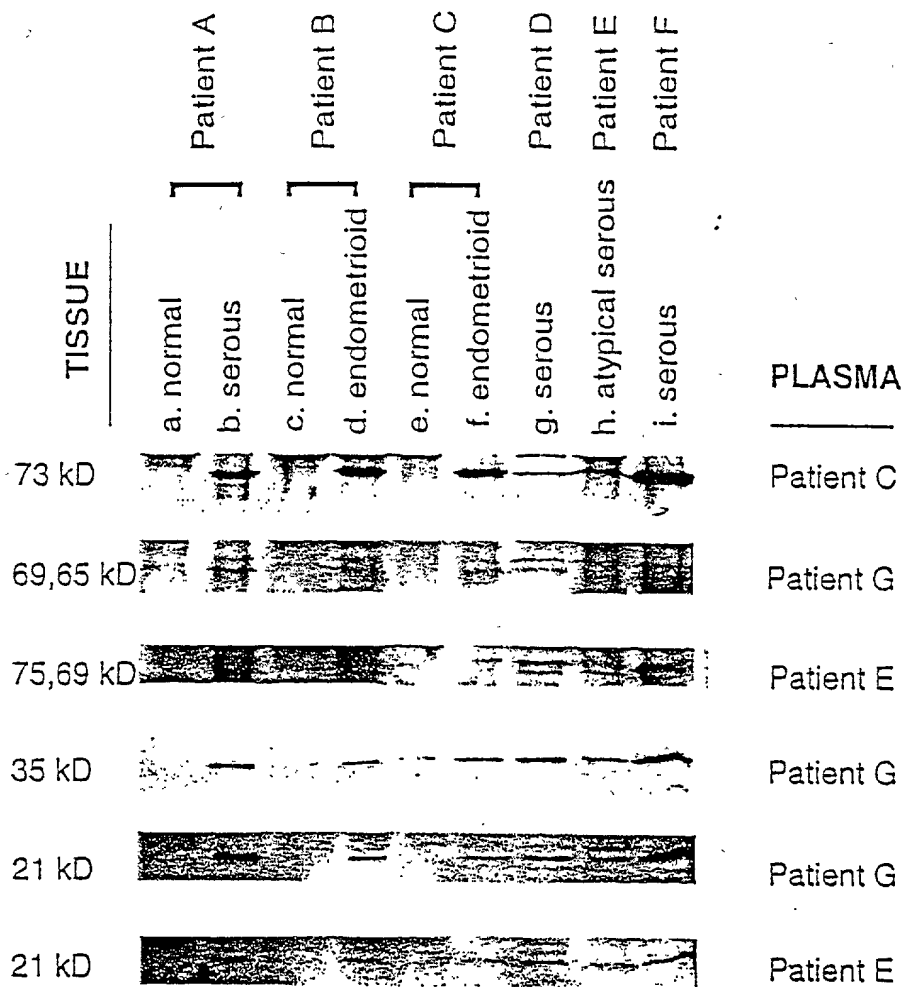 Patient A
Patient B
Patient C
Patient D
Patient E
Patient F
TISSUE
a. normal
b. serous
c. normal
d. endometrioid
e. normal
f. endometrioid
g. serous
h. atypical serous
i. serous
PLASMA
73 kD
Patient C
69,65 kD
Patient G
75,69 kD
Patient E
35 kD
Patient G
21 kD
Patient G
21 kD
Patient E